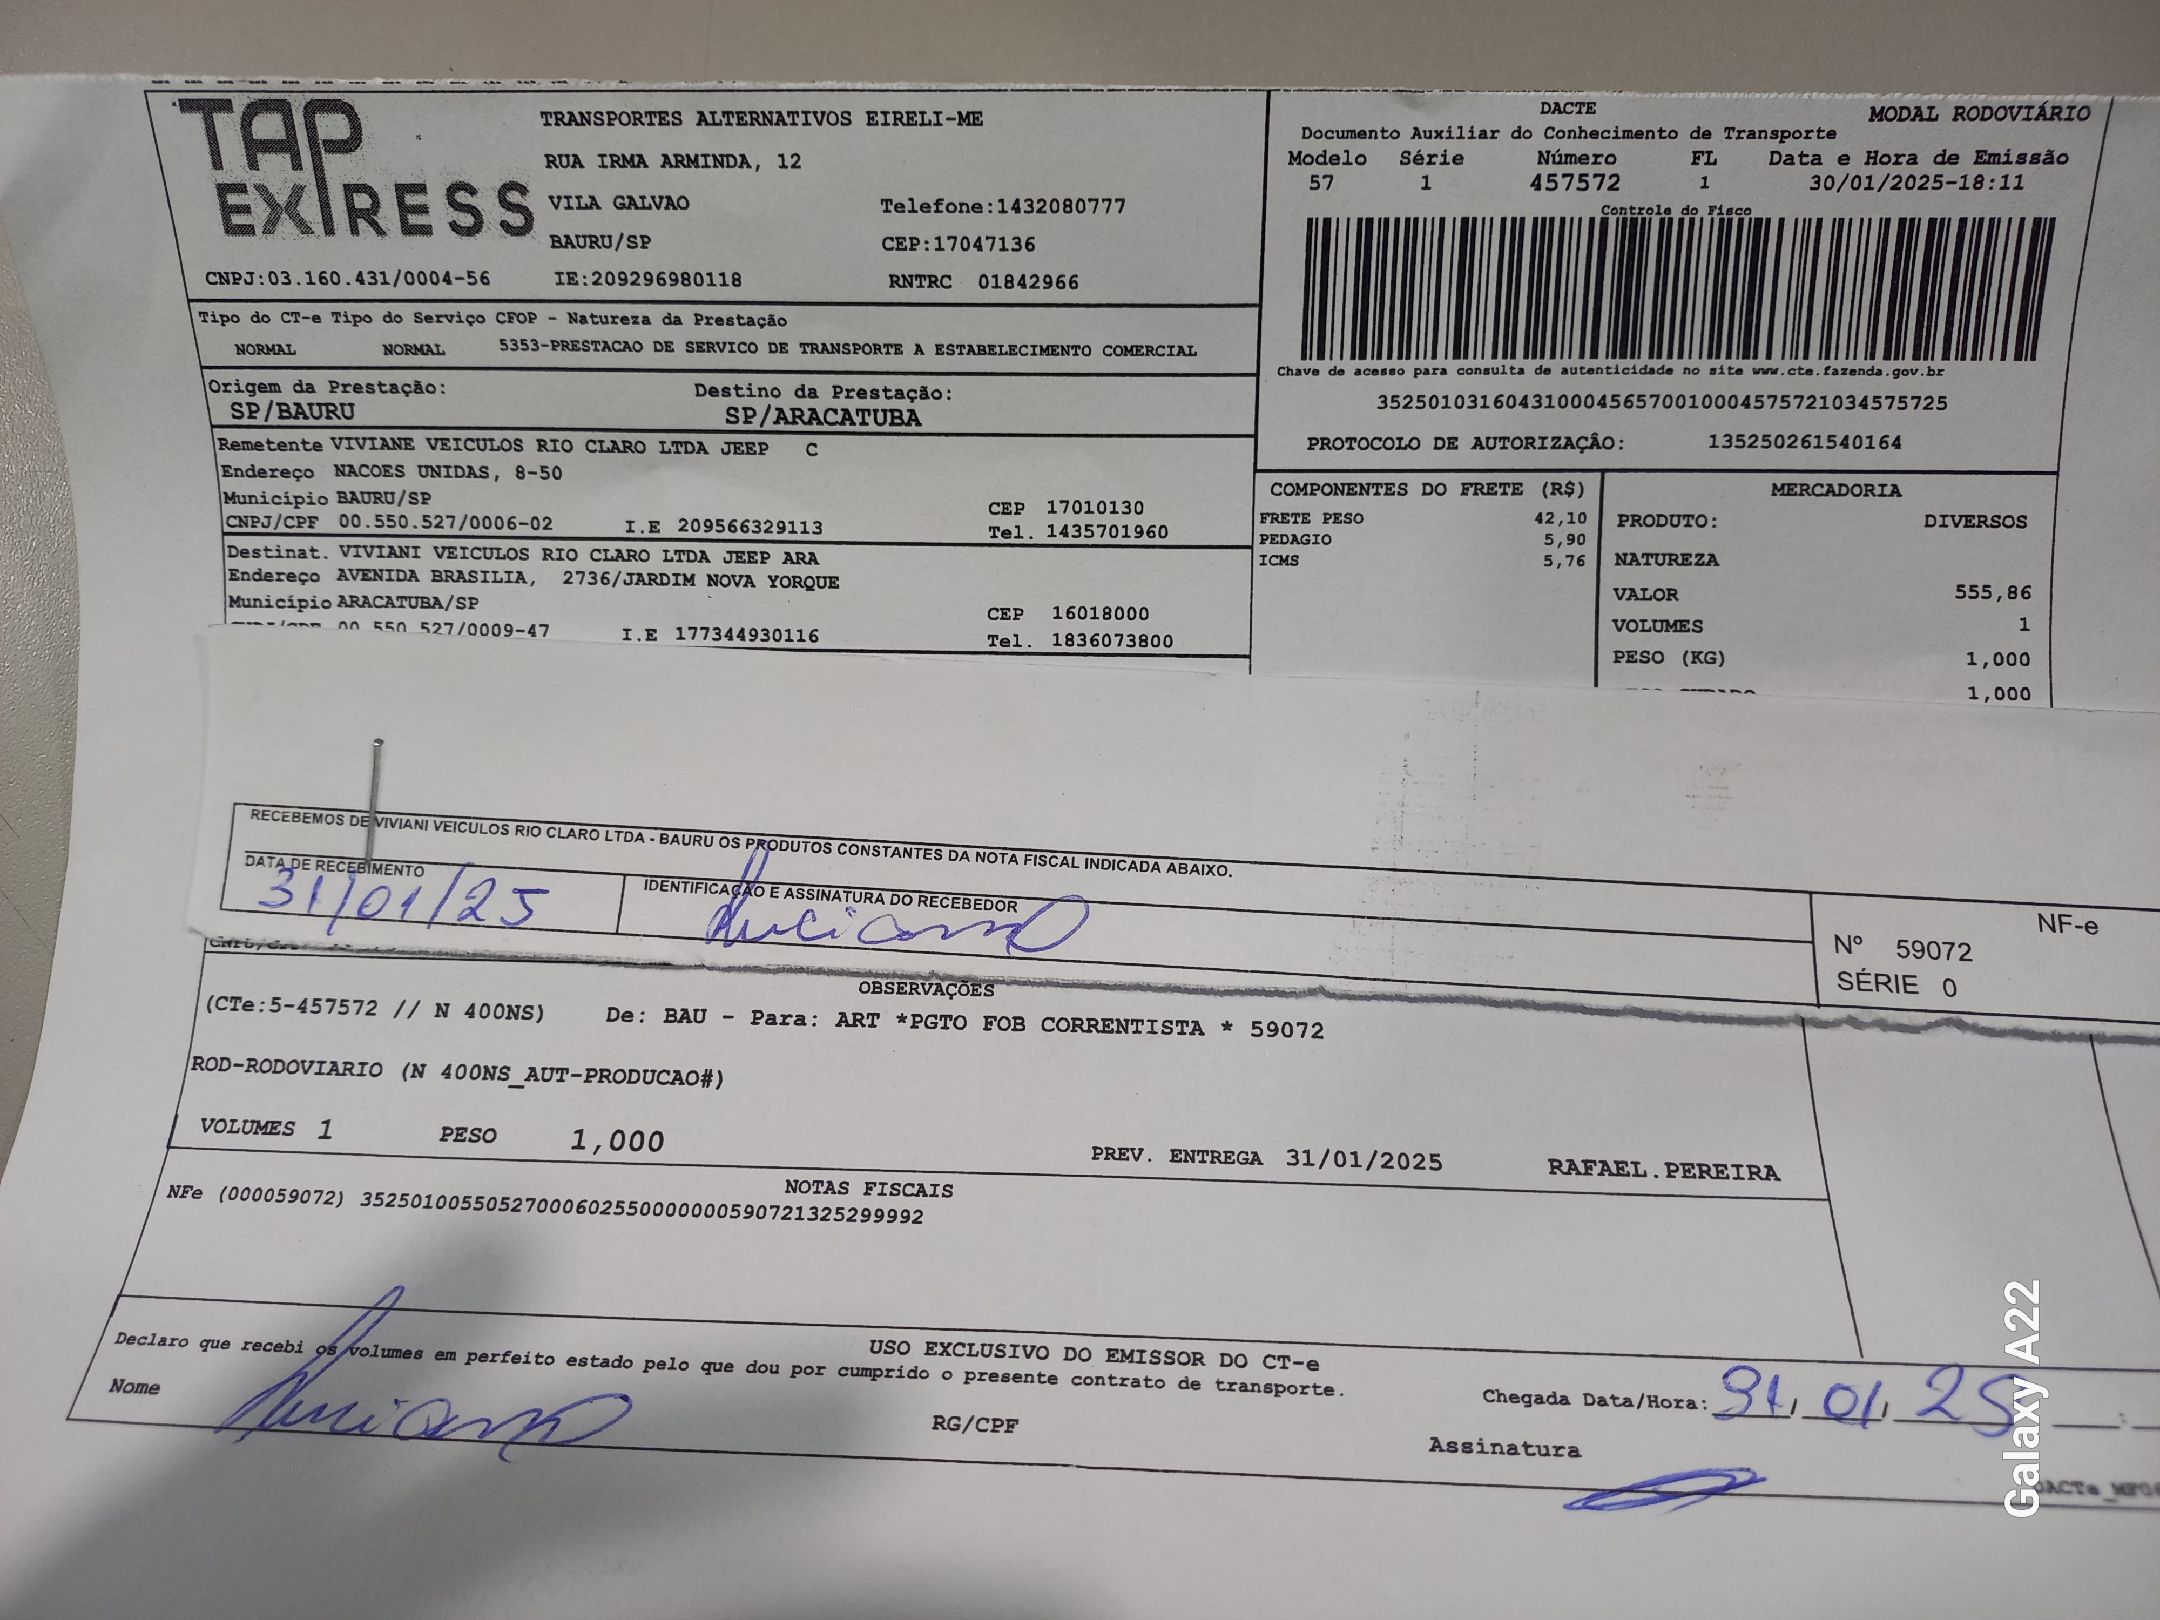 TAP EXPRESS
TRANSPORTES ALTERNATIVOS EIRELI-ME
RUA IRMA ARMINDA, 12
VILA GALVAO Telefone:1432080777
BAURU/SP CEP:17047136
CNPJ:03.160.431/0004-56 IE:209296980118 RNTRC 01842966
DACTE MODAL RODOVIÁRIO
Documento Auxiliar do Conhecimento de Transporte
Modelo Série Número FL Data e Hora de Emissão
57 1 457572 1 30/01/2025-18:11
Controle do Fisco
Chave de acesso para consulta de autenticidade no site www.cte.fazenda.gov.br
35250103160431000456570010004575721034575725
PROTOCOLO DE AUTORIZAÇÂO: 135250261540164
Tipo do CT-e Tipo do Serviço CFOP - Natureza da Prestação
NORMAL NORMAL 5353-PRESTACAO DE SERVICO DE TRANSPORTE A ESTABELECIMENTO COMERCIAL
Origem da Prestação: Destino da Prestação:
SP/BAURU SP/ARACATUBA
Remetente VIVIANE VEICULOS RIO CLARO LTDA JEEP C
Endereço NACOES UNIDAS, 8-50
Município BAURU/SP CEP 17010130
CNPJ/CPF 00.550.527/0006-02 I.E 209566329113 Tel. 1435701960
Destinat. VIVIANI VEICULOS RIO CLARO LTDA JEEP ARA
Endereço AVENIDA BRASILIA, 2736/JARDIM NOVA YORQUE
Município ARACATUBA/SP CEP 16018000
00.550.527/0009-47 I.E 177344930116 Tel. 1836073800
COMPONENTES DO FRETE (R$)
FRETE PESO 42,10
PEDAGIO 5,90
ICMS 5,76
MERCADORIA
PRODUTO: DIVERSOS
NATUREZA
VALOR 555,86
VOLUMES 1
PESO (KG) 1,000
1,000
RECEBEMOS DE VIVIANI VEICULOS RIO CLARO LTDA - BAURU OS PRODUTOS CONSTANTES DA NOTA FISCAL INDICADA ABAIXO.
DATA DE RECEBIMENTO IDENTIFICAÇÃO E ASSINATURA DO RECEBEDOR
31/01/25 Luciano
NF-e
Nº 59072
SÉRIE 0
OBSERVAÇÕES
(CTe:5-457572 // N 400NS) De: BAU - Para: ART *PGTO FOB CORRENTISTA * 59072
ROD-RODOVIARIO (N 400NS_AUT-PRODUCAO#)
VOLUMES 1 PESO 1,000 PREV. ENTREGA 31/01/2025 RAFAEL.PEREIRA
NOTAS FISCAIS
NFe (000059072) 35250100550527000602550000000590721325299992
USO EXCLUSIVO DO EMISSOR DO CT-e
Declaro que recebi os volumes em perfeito estado pelo que dou por cumprido o presente contrato de transporte.
Nome Luciano RG/CPF Chegada Data/Hora: 31, 01, 25
Assinatura
Galaxy A22